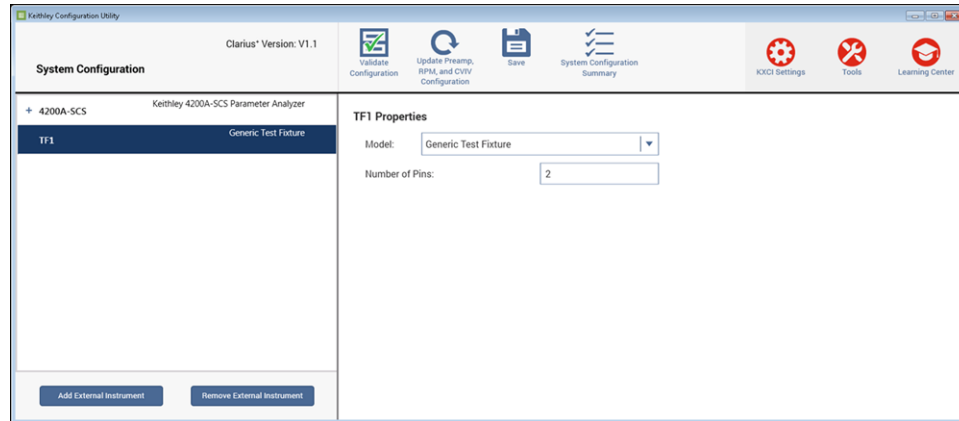 Keithley Configuration Utility
Clarius⁺ Version: V1.1
System Configuration
Validate
Configuration
Update Preamp,
RPM, and CVIV
Configuration
Save
System Configuration
Summary
KXCI Settings
Tools
Learning Center
+ 4200A-SCS
Keithley 4200A-SCS Parameter Analyzer
TF1
Generic Test Fixture
TF1 Properties
Model:
Generic Test Fixture
Number of Pins:
2
Add External Instrument
Remove External Instrument